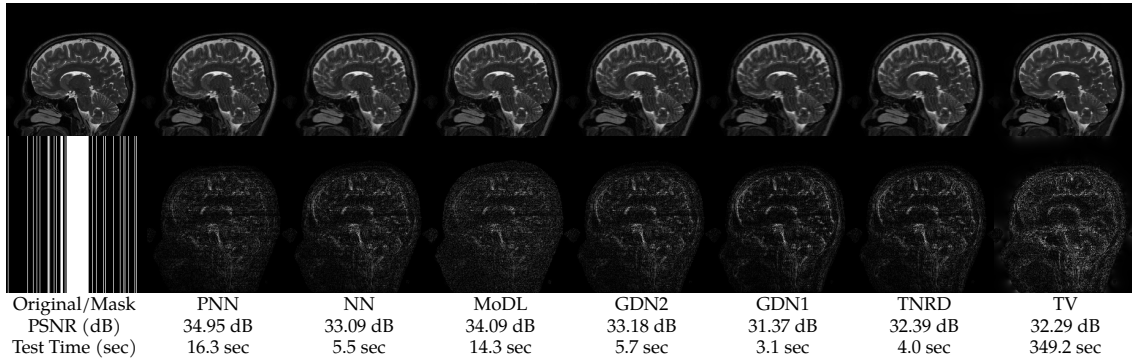 Original/Mask PNN NN MoDL GDN2 GDN1 TNRD TV
PSNR (dB) 34.95 dB 33.09 dB 34.09 dB 33.18 dB 31.37 dB 32.39 dB 32.29 dB
Test Time (sec) 16.3 sec 5.5 sec 14.3 sec 5.7 sec 3.1 sec 4.0 sec 349.2 sec